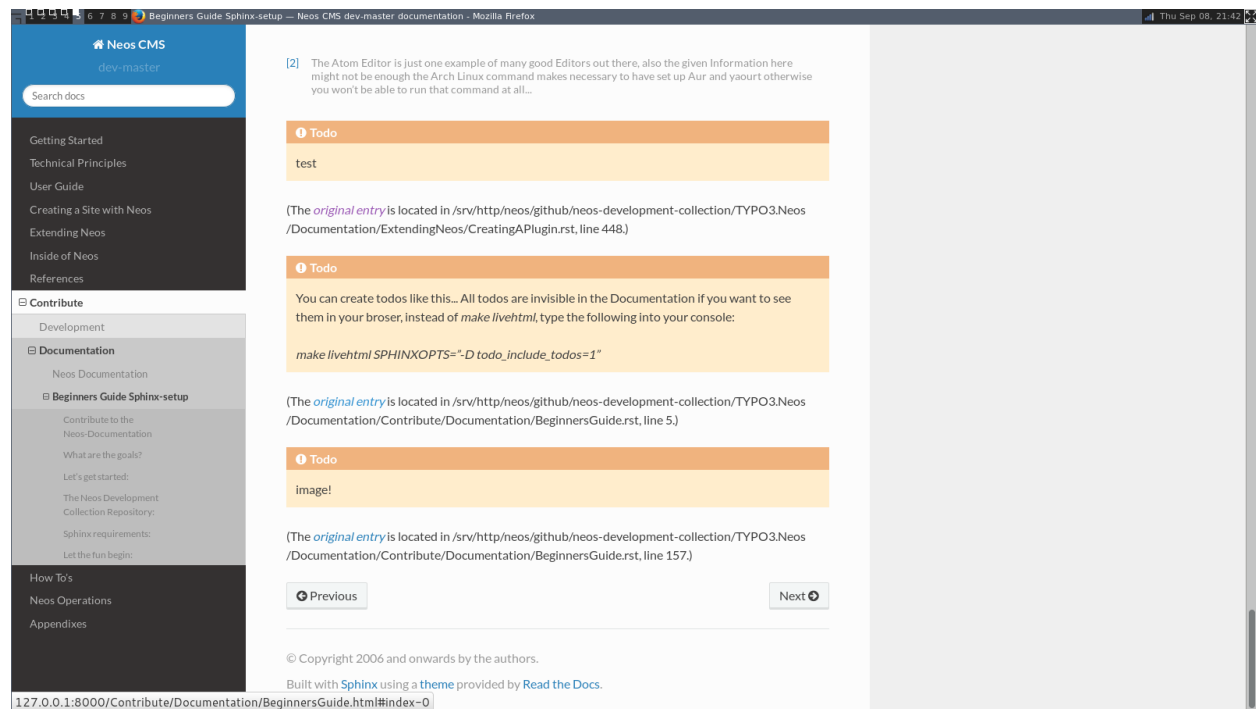 1 2 3 4 5 6 7 8 9 Beginners Guide Sphinx-setup — Neos CMS dev-master documentation - Mozilla Firefox
Thu Sep 08, 21:42
Neos CMS
dev-master
Search docs
Getting Started
Technical Principles
User Guide
Creating a Site with Neos
Extending Neos
Inside of Neos
References
Contribute
Development
Documentation
Neos Documentation
Beginners Guide Sphinx-setup
Contribute to the
Neos-Documentation
What are the goals?
Let's get started:
The Neos Development
Collection Repository:
Sphinx requirements:
Let the fun begin:
How To's
Neos Operations
Appendixes
[2] The Atom Editor is just one example of many good Editors out there, also the given Information here
might not be enough the Arch Linux command makes necessary to have set up Aur and yaourt otherwise
you won't be able to run that command at all...
Todo
test
(The original entry is located in /srv/http/neos/github/neos-development-collection/TYPO3.Neos
/Documentation/ExtendingNeos/CreatingAPlugin.rst, line 448.)
Todo
You can create todos like this... All todos are invisible in the Documentation if you want to see
them in your broser, instead of make livehtml, type the following into your console:
make livehtml SPHINXOPTS="-D todo_include_todos=1"
(The original entry is located in /srv/http/neos/github/neos-development-collection/TYPO3.Neos
/Documentation/Contribute/Documentation/BeginnersGuide.rst, line 5.)
Todo
image!
(The original entry is located in /srv/http/neos/github/neos-development-collection/TYPO3.Neos
/Documentation/Contribute/Documentation/BeginnersGuide.rst, line 157.)
Previous
Next
© Copyright 2006 and onwards by the authors.
Built with Sphinx using a theme provided by Read the Docs.
127.0.0.1:8000/Contribute/Documentation/BeginnersGuide.html#index-0